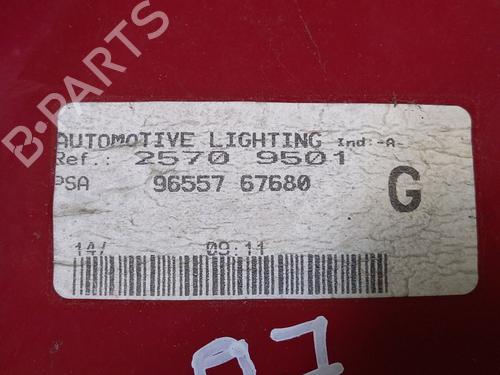 B-PARTS
AUTOMOTIVE LIGHTING Ind:-A-
Ref.: 2570 9501
PSA 96557 67680 G
14/ 09:11